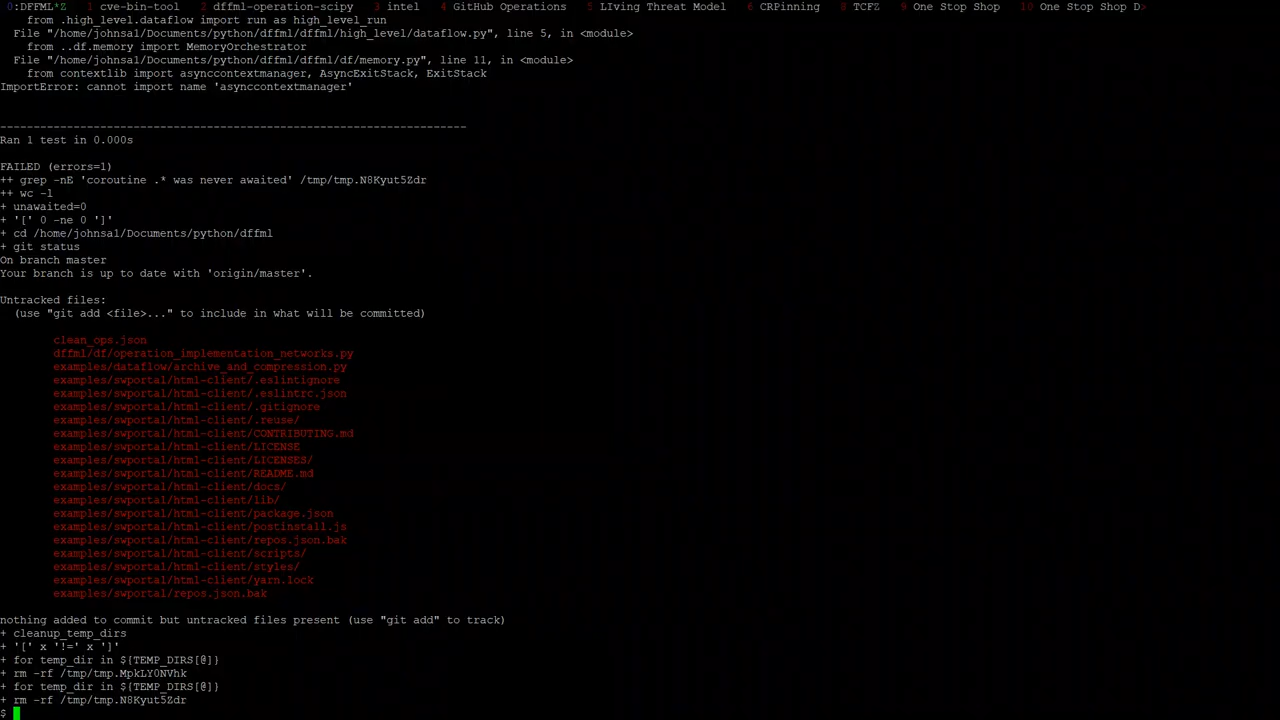 0:DFFML*Z 1 cve-bin-tool 2 dffml-operation-scipy 3 intel 4 GitHub Operations 5 LIving Threat Model 6 CRPinning 8 TCFZ 9 One Stop Shop 10 One Stop Shop D>
    from .high_level.dataflow import run as high_level_run
  File "/home/johnsa1/Documents/python/dffml/dffml/high_level/dataflow.py", line 5, in <module>
    from ..df.memory import MemoryOrchestrator
  File "/home/johnsa1/Documents/python/dffml/dffml/df/memory.py", line 11, in <module>
    from contextlib import asynccontextmanager, AsyncExitStack, ExitStack
ImportError: cannot import name 'asynccontextmanager'
----------------------------------------------------------------------
Ran 1 test in 0.000s
FAILED (errors=1)
++ grep -nE 'coroutine .* was never awaited' /tmp/tmp.N8Kyut5Zdr
++ wc -l
+ unawaited=0
+ '[' 0 -ne 0 ']'
+ cd /home/johnsa1/Documents/python/dffml
+ git status
On branch master
Your branch is up to date with 'origin/master'.
Untracked files:
  (use "git add <file>..." to include in what will be committed)
        clean_ops.json
        dffml/df/operation_implementation_networks.py
        examples/dataflow/archive_and_compression.py
        examples/swportal/html-client/.eslintignore
        examples/swportal/html-client/.eslintrc.json
        examples/swportal/html-client/.gitignore
        examples/swportal/html-client/.reuse/
        examples/swportal/html-client/CONTRIBUTING.md
        examples/swportal/html-client/LICENSE
        examples/swportal/html-client/LICENSES/
        examples/swportal/html-client/README.md
        examples/swportal/html-client/docs/
        examples/swportal/html-client/lib/
        examples/swportal/html-client/package.json
        examples/swportal/html-client/postinstall.js
        examples/swportal/html-client/repos.json.bak
        examples/swportal/html-client/scripts/
        examples/swportal/html-client/styles/
        examples/swportal/html-client/yarn.lock
        examples/swportal/repos.json.bak
nothing added to commit but untracked files present (use "git add" to track)
+ cleanup_temp_dirs
+ '[' x '!=' x ']'
+ for temp_dir in ${TEMP_DIRS[@]}
+ rm -rf /tmp/tmp.MpkLY0NVhk
+ for temp_dir in ${TEMP_DIRS[@]}
+ rm -rf /tmp/tmp.N8Kyut5Zdr
$